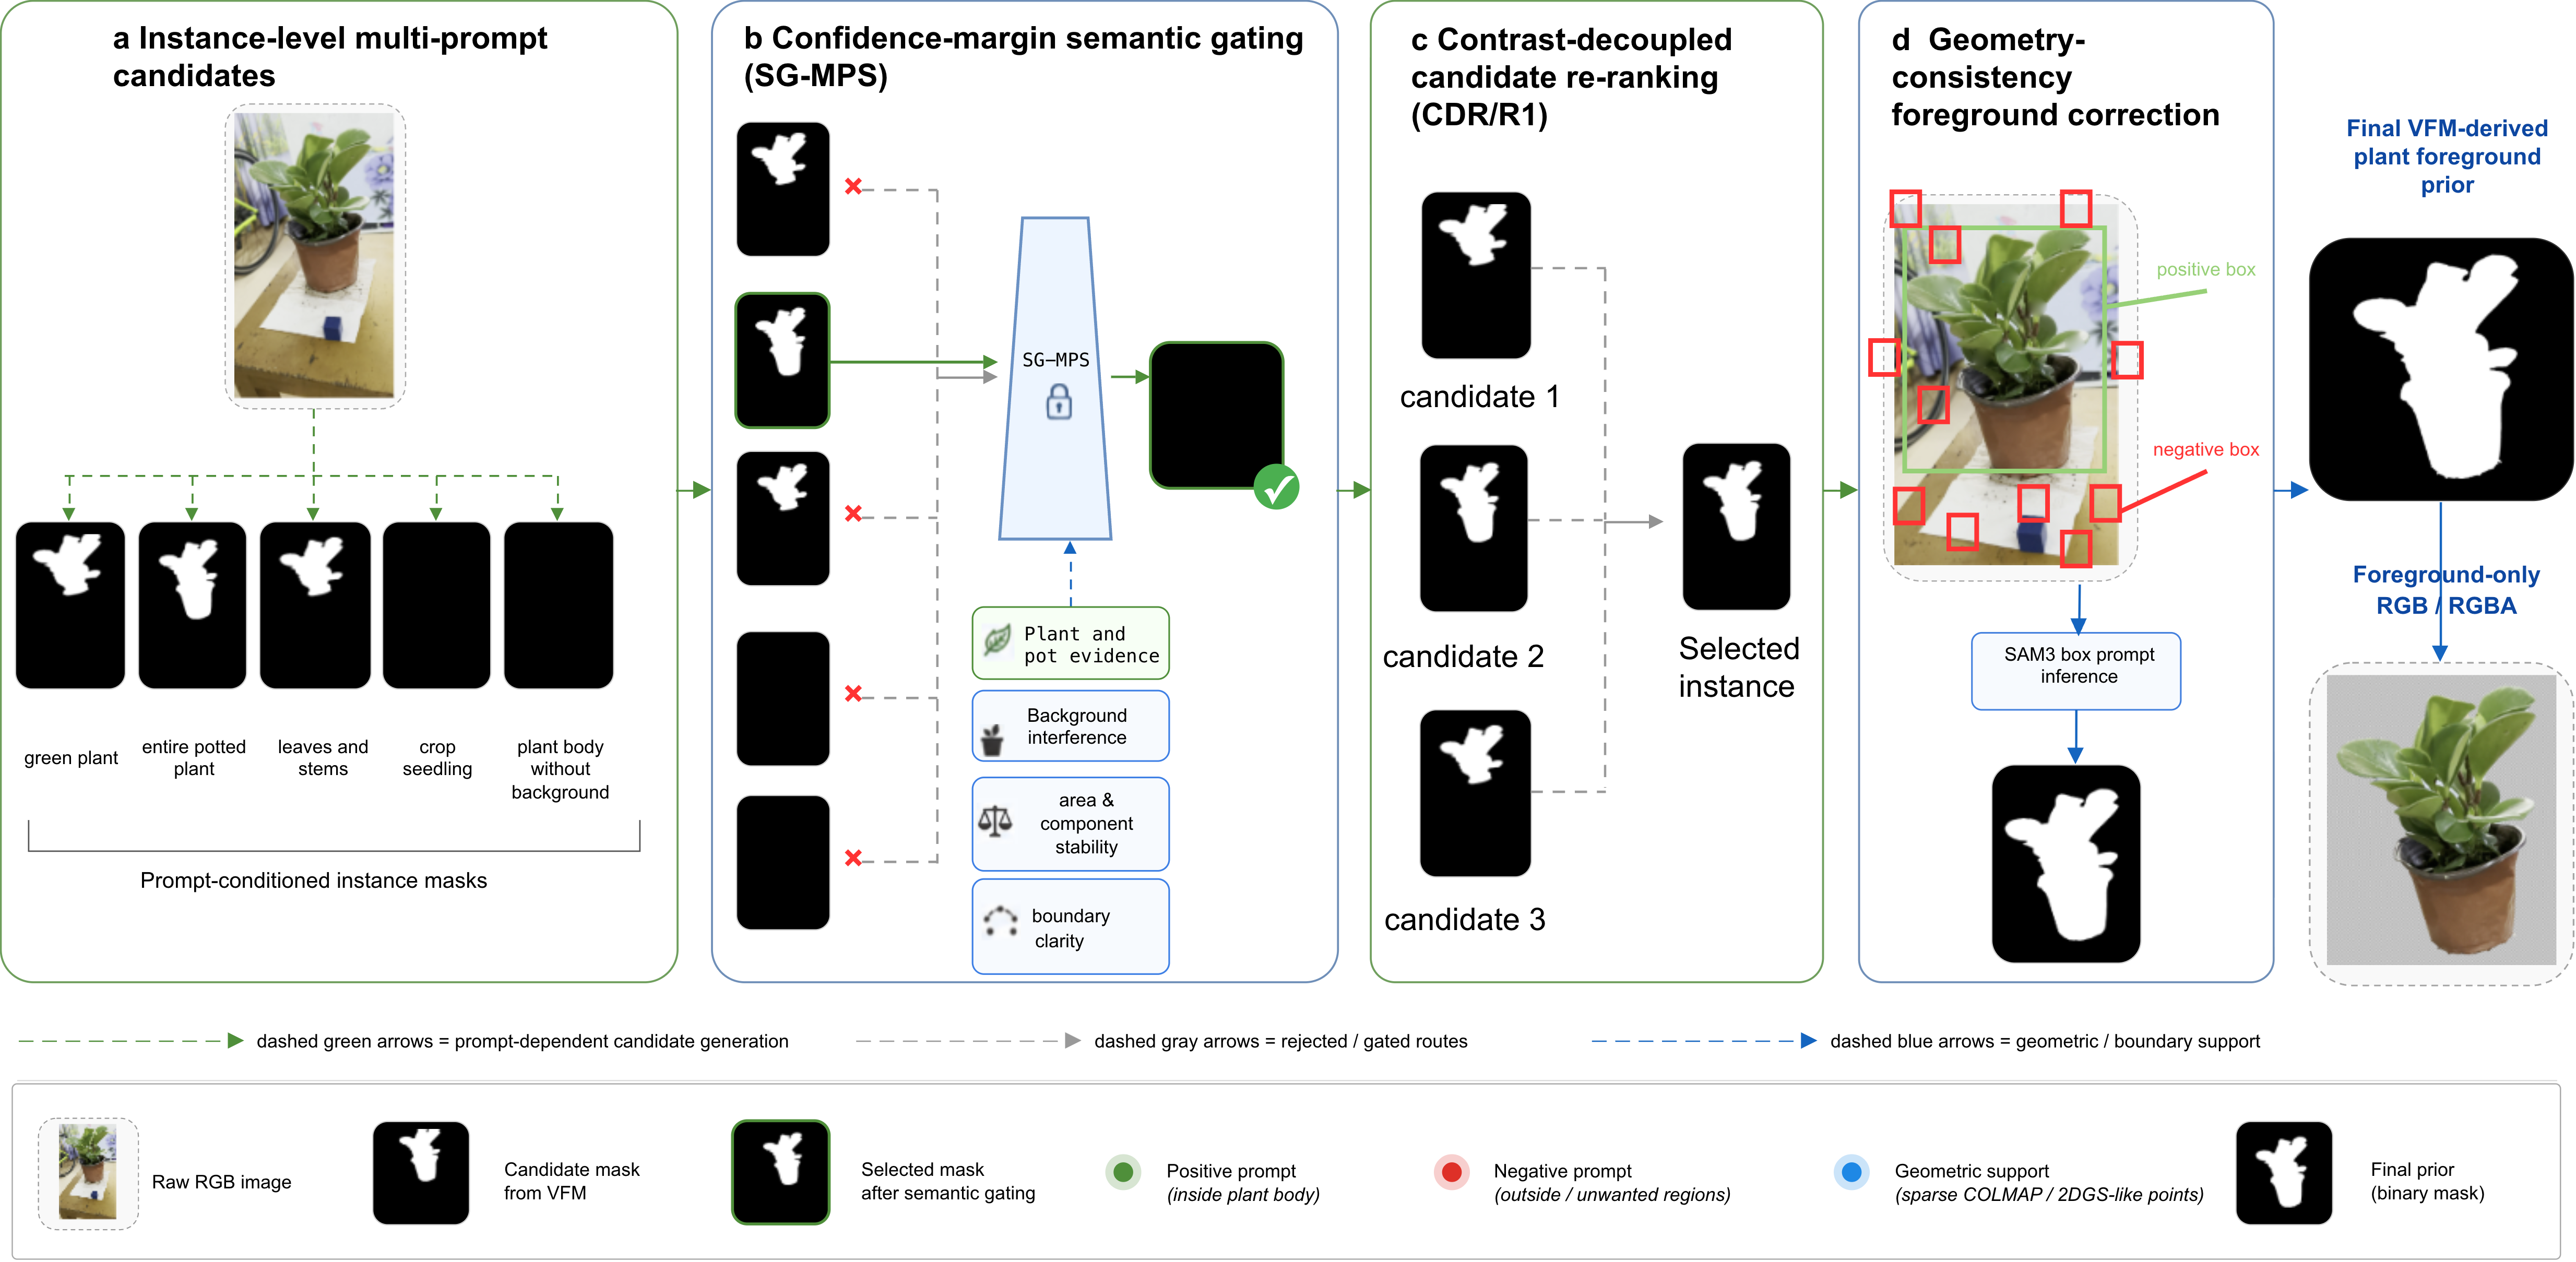 a Instance-level multi-prompt
candidates
green plant
entire potted
plant
leaves and
stems
crop
seedling
plant body
without
background
Prompt-conditioned instance masks
b Confidence-margin semantic gating
(SG-MPS)
SG−MPS
Plant and
pot evidence
Background
interference
area &
component
stability
boundary
clarity
c Contrast-decoupled
candidate re-ranking
(CDR/R1)
candidate 1
candidate 2
candidate 3
Selected
instance
d Geometry-
consistency
foreground correction
positive box
negative box
SAM3 box prompt
inference
Final VFM-derived
plant foreground
prior
Foreground-only
RGB / RGBA
dashed green arrows = prompt-dependent candidate generation
dashed gray arrows = rejected / gated routes
dashed blue arrows = geometric / boundary support
Raw RGB image
Candidate mask
from VFM
Selected mask
after semantic gating
Positive prompt
(inside plant body)
Negative prompt
(outside / unwanted regions)
Geometric support
(sparse COLMAP / 2DGS-like points)
Final prior
(binary mask)